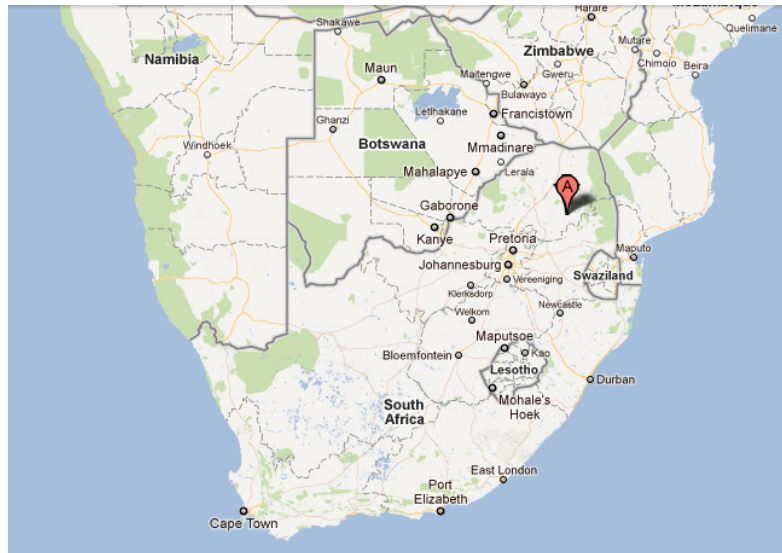 Harare
Shakawe
Quelimane
Mutare
Zimbabwe
Chimoio
Namibia
Maun
Maitengwe
Gweru
Beira
Bulawayo
Letlhakane
Francistown
Ghanzi
Botswana
Windhoek
Mmadinare
Lerala
Mahalapye
A
Gaborone
Kanye
Pretoria
Maputo
Johannesburg
Swaziland
Vereeniging
Klerksdorp
Newcastle
Welkom
Maputsoe
Bloemfontein
Kao
Lesotho
Durban
Mohale's
Hoek
South
Africa
East London
Port
Elizabeth
Cape Town